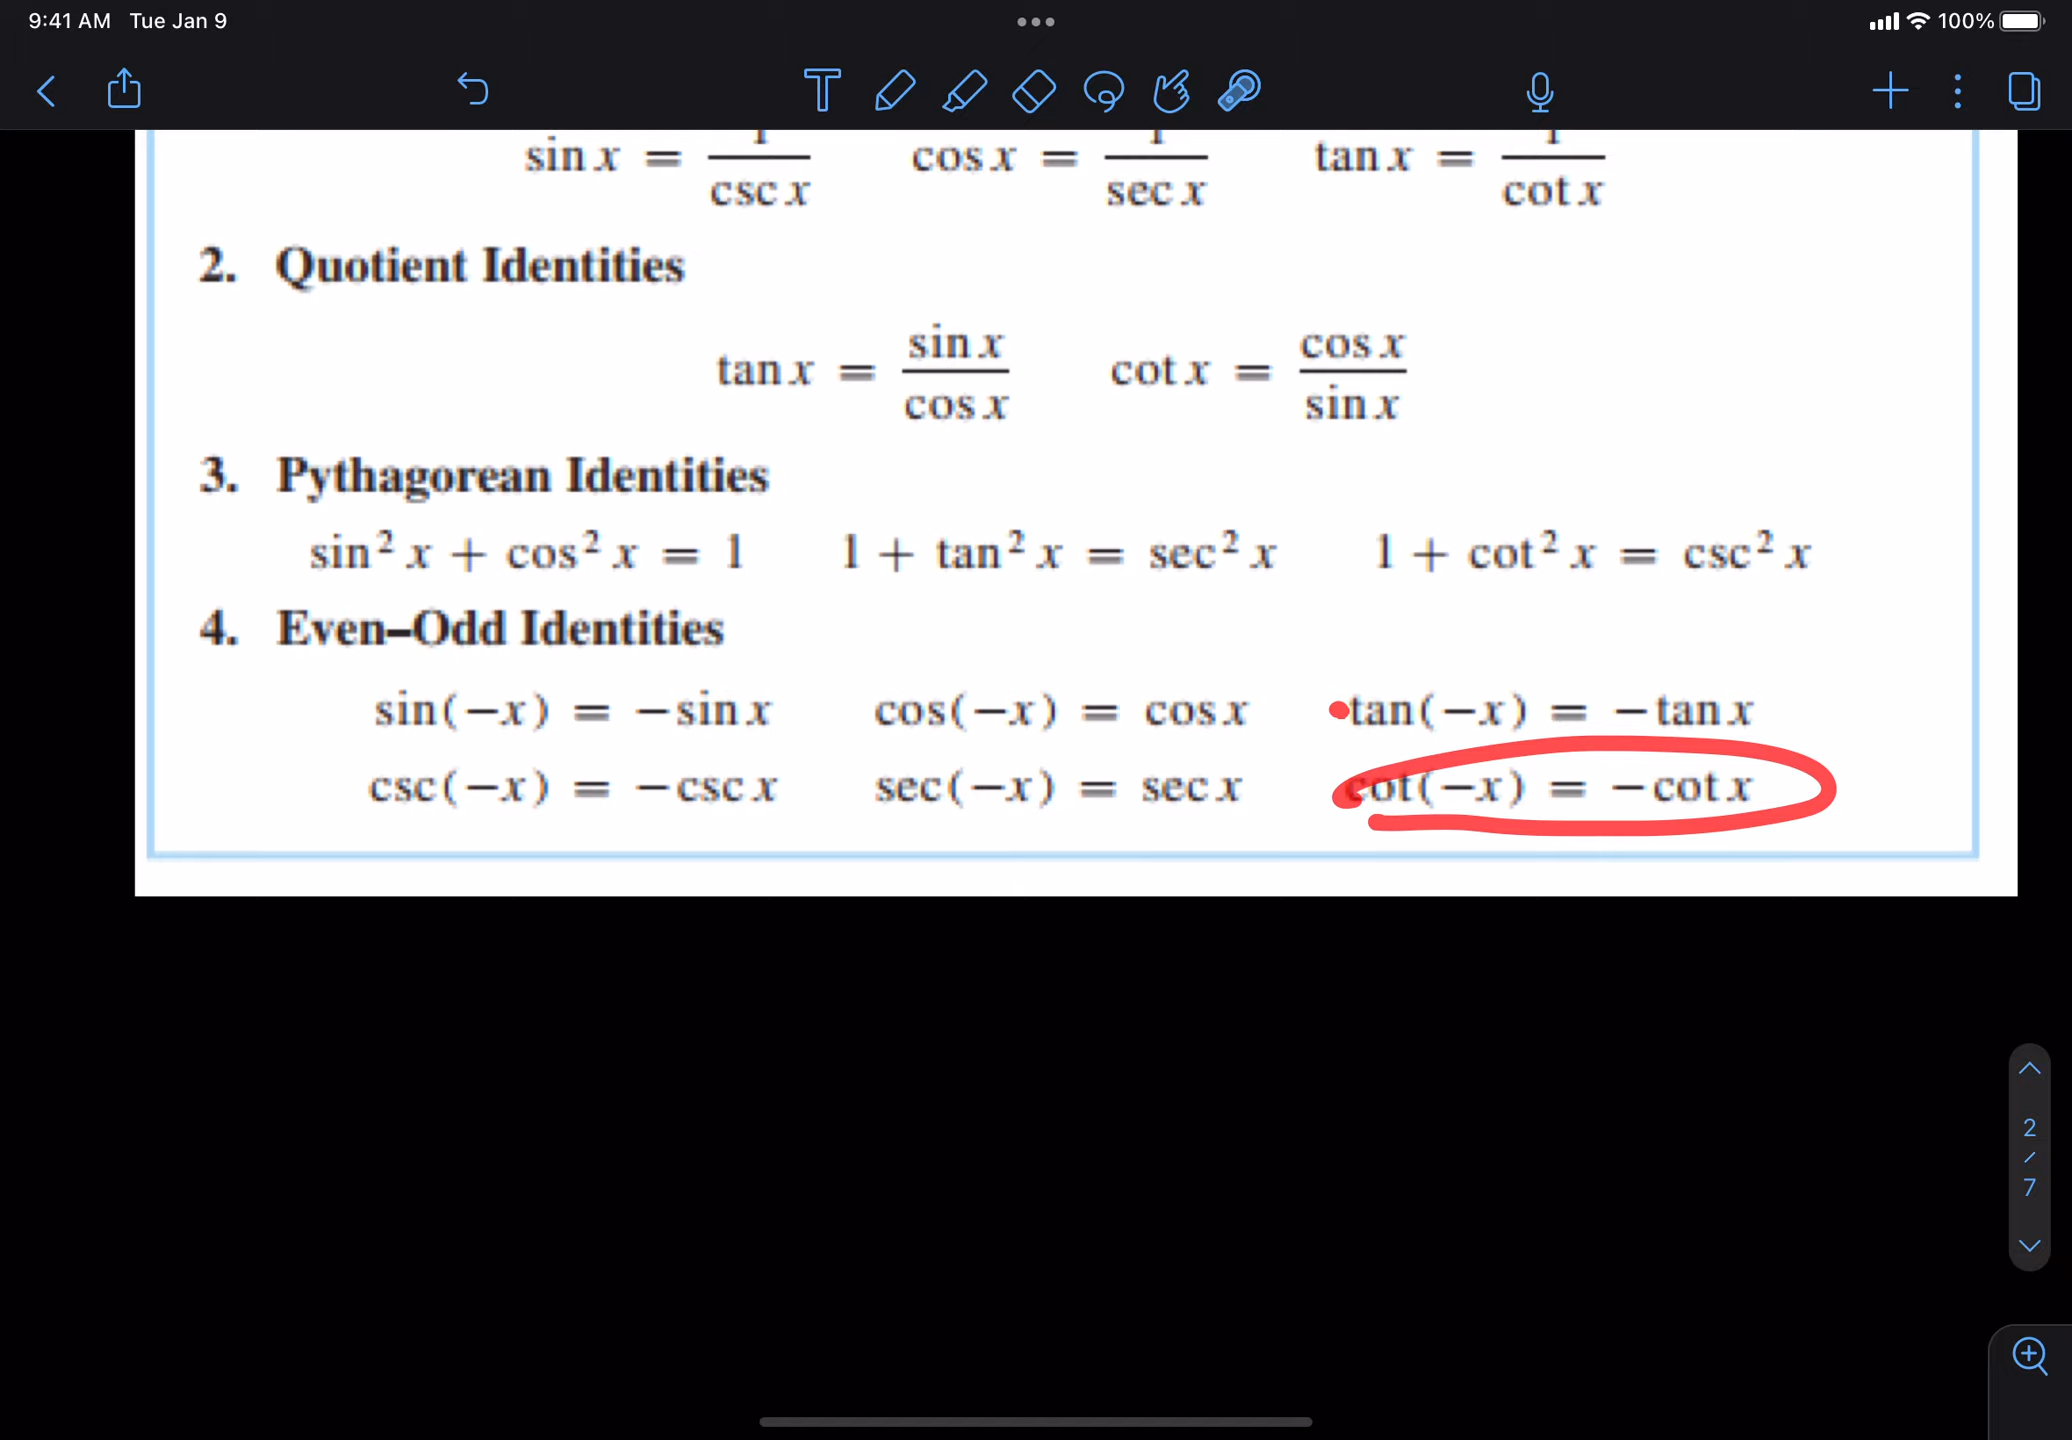 9:41 AM Tue Jan 9 100%
T
sin x = 1/csc x cos x = 1/sec x tan x = 1/cot x
2. Quotient Identities
tan x = sin x/cos x cot x = cos x/sin x
3. Pythagorean Identities
sin² x + cos² x = 1 1 + tan² x = sec² x 1 + cot² x = csc² x
4. Even–Odd Identities
sin(−x) = −sin x cos(−x) = cos x tan(−x) = −tan x
csc(−x) = −csc x sec(−x) = sec x cot(−x) = −cot x
2
/
7